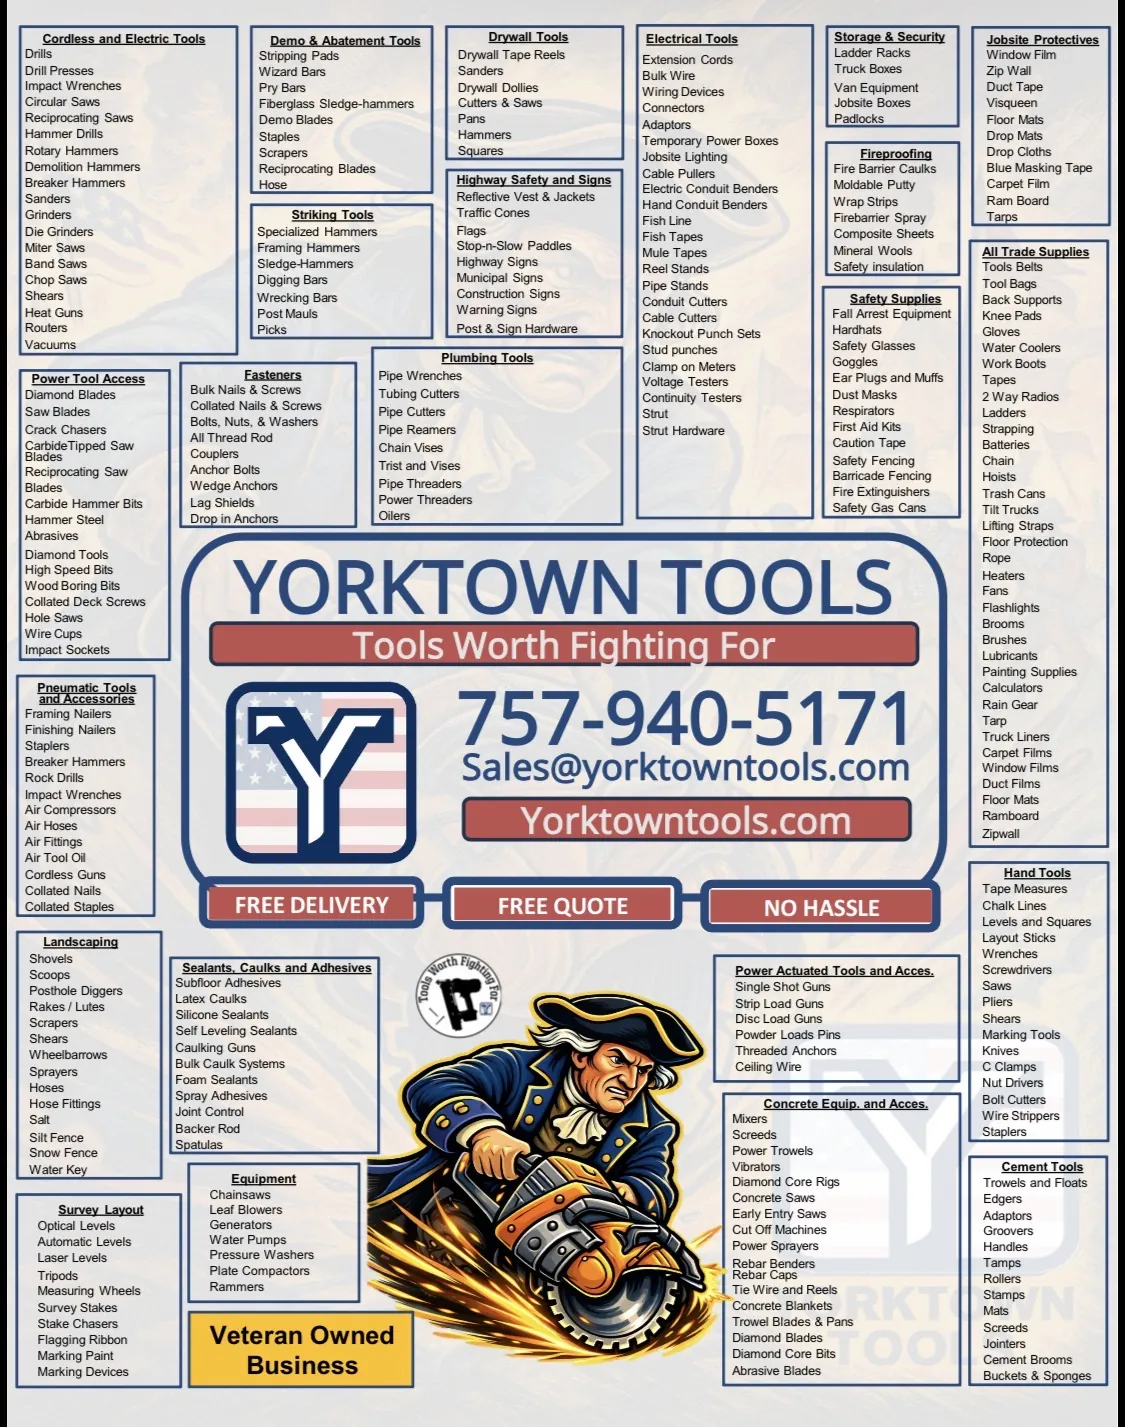 Cordless and Electric Tools
Drills
Drill Presses
Impact Wrenches
Circular Saws
Reciprocating Saws
Hammer Drills
Rotary Hammers
Demolition Hammers
Breaker Hammers
Sanders
Grinders
Die Grinders
Miter Saws
Band Saws
Chop Saws
Shears
Heat Guns
Routers
Vacuums
Demo & Abatement Tools
Stripping Pads
Wizard Bars
Pry Bars
Fiberglass Sledge-hammers
Demo Blades
Staples
Scrapers
Reciprocating Blades
Hose
Striking Tools
Specialized Hammers
Framing Hammers
Sledge-Hammers
Digging Bars
Wrecking Bars
Post Mauls
Picks
Drywall Tools
Drywall Tape Reels
Sanders
Drywall Dollies
Cutters & Saws
Pans
Hammers
Squares
Highway Safety and Signs
Reflective Vest & Jackets
Traffic Cones
Flags
Stop-n-Slow Paddles
Highway Signs
Municipal Signs
Construction Signs
Warning Signs
Post & Sign Hardware
Electrical Tools
Extension Cords
Bulk Wire
Wiring Devices
Connectors
Adaptors
Temporary Power Boxes
Jobsite Lighting
Cable Pullers
Electric Conduit Benders
Hand Conduit Benders
Fish Line
Fish Tapes
Mule Tapes
Reel Stands
Pipe Stands
Conduit Cutters
Cable Cutters
Knockout Punch Sets
Stud punches
Clamp on Meters
Voltage Testers
Continuity Testers
Strut
Strut Hardware
Storage & Security
Ladder Racks
Truck Boxes
Van Equipment
Jobsite Boxes
Padlocks
Fireproofing
Fire Barrier Caulks
Moldable Putty
Wrap Strips
Firebarrier Spray
Composite Sheets
Mineral Wools
Safety insulation
Safety Supplies
Fall Arrest Equipment
Hardhats
Safety Glasses
Goggles
Ear Plugs and Muffs
Dust Masks
Respirators
First Aid Kits
Caution Tape
Safety Fencing
Barricade Fencing
Fire Extinguishers
Safety Gas Cans
Jobsite Protectives
Window Film
Zip Wall
Duct Tape
Visqueen
Floor Mats
Drop Mats
Drop Cloths
Blue Masking Tape
Carpet Film
Ram Board
Tarps
All Trade Supplies
Tools Belts
Tool Bags
Back Supports
Knee Pads
Gloves
Water Coolers
Work Boots
Tapes
2 Way Radios
Ladders
Strapping
Batteries
Chain
Hoists
Trash Cans
Tilt Trucks
Lifting Straps
Floor Protection
Rope
Heaters
Fans
Flashlights
Brooms
Brushes
Lubricants
Painting Supplies
Calculators
Rain Gear
Tarp
Truck Liners
Carpet Films
Window Films
Duct Films
Floor Mats
Ramboard
Zipwall
Power Tool Access
Diamond Blades
Saw Blades
Crack Chasers
CarbideTipped Saw
Blades
Reciprocating Saw
Blades
Carbide Hammer Bits
Hammer Steel
Abrasives
Diamond Tools
High Speed Bits
Wood Boring Bits
Collated Deck Screws
Hole Saws
Wire Cups
Impact Sockets
Fasteners
Bulk Nails & Screws
Collated Nails & Screws
Bolts, Nuts, & Washers
All Thread Rod
Couplers
Anchor Bolts
Wedge Anchors
Lag Shields
Drop in Anchors
Plumbing Tools
Pipe Wrenches
Tubing Cutters
Pipe Cutters
Pipe Reamers
Chain Vises
Trist and Vises
Pipe Threaders
Power Threaders
Oilers
YORKTOWN TOOLS
Tools Worth Fighting For
Y
757-940-5171
Sales@yorktowntools.com
Yorktowntools.com
FREE DELIVERY
FREE QUOTE
NO HASSLE
Pneumatic Tools
and Accessories
Framing Nailers
Finishing Nailers
Staplers
Breaker Hammers
Rock Drills
Impact Wrenches
Air Compressors
Air Hoses
Air Fittings
Air Tool Oil
Cordless Guns
Collated Nails
Collated Staples
Landscaping
Shovels
Scoops
Posthole Diggers
Rakes / Lutes
Scrapers
Shears
Wheelbarrows
Sprayers
Hoses
Hose Fittings
Salt
Silt Fence
Snow Fence
Water Key
Sealants, Caulks and Adhesives
Subfloor Adhesives
Latex Caulks
Silicone Sealants
Self Leveling Sealants
Caulking Guns
Bulk Caulk Systems
Foam Sealants
Spray Adhesives
Joint Control
Backer Rod
Spatulas
Tools Worth Fighting For
Power Actuated Tools and Acces.
Single Shot Guns
Strip Load Guns
Disc Load Guns
Powder Loads Pins
Threaded Anchors
Ceiling Wire
Concrete Equip. and Acces.
Mixers
Screeds
Power Trowels
Vibrators
Diamond Core Rigs
Concrete Saws
Early Entry Saws
Cut Off Machines
Power Sprayers
Rebar Benders
Rebar Caps
Tie Wire and Reels
Concrete Blankets
Trowel Blades & Pans
Diamond Blades
Diamond Core Bits
Abrasive Blades
Hand Tools
Tape Measures
Chalk Lines
Levels and Squares
Layout Sticks
Wrenches
Screwdrivers
Saws
Pliers
Shears
Marking Tools
Knives
C Clamps
Nut Drivers
Bolt Cutters
Wire Strippers
Staplers
Cement Tools
Trowels and Floats
Edgers
Adaptors
Groovers
Handles
Tamps
Rollers
Stamps
Mats
Screeds
Jointers
Cement Brooms
Buckets & Sponges
Survey Layout
Optical Levels
Automatic Levels
Laser Levels
Tripods
Measuring Wheels
Survey Stakes
Stake Chasers
Flagging Ribbon
Marking Paint
Marking Devices
Equipment
Chainsaws
Leaf Blowers
Generators
Water Pumps
Pressure Washers
Plate Compactors
Rammers
Veteran Owned
Business